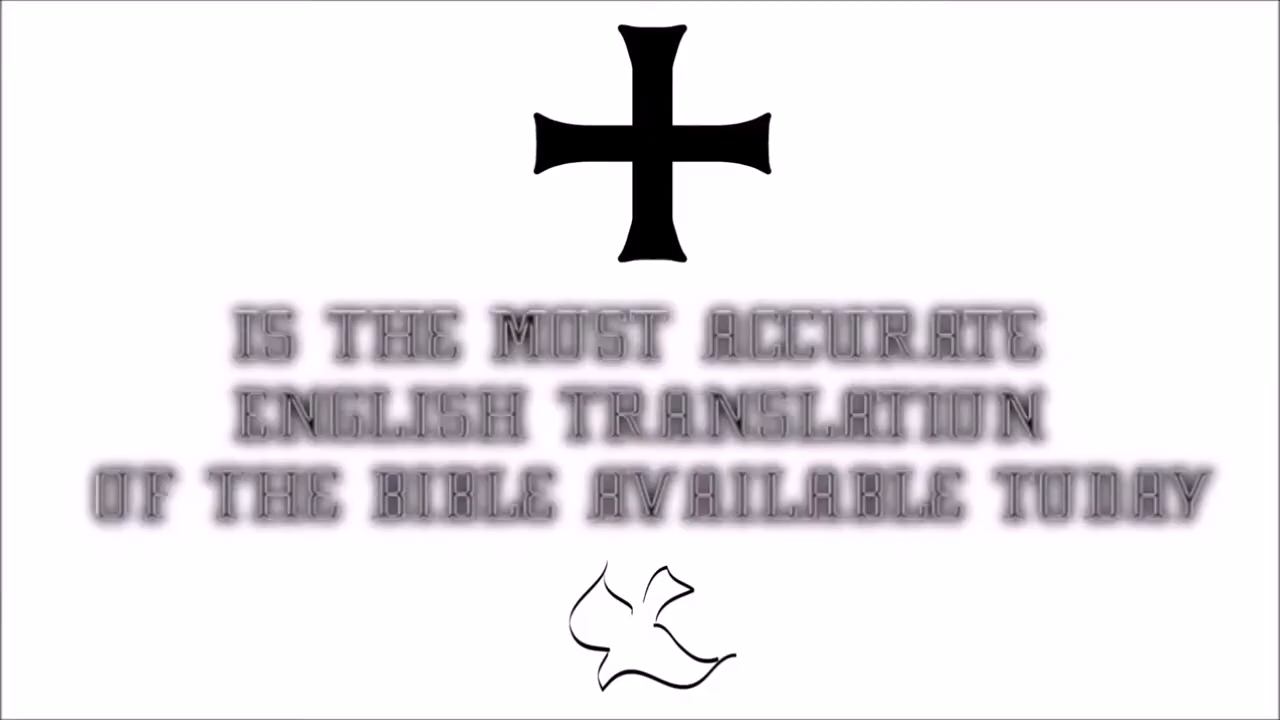 IS THE MOST ACCURATE
ENGLISH TRANSLATION
OF THE BIBLE AVAILABLE TODAY